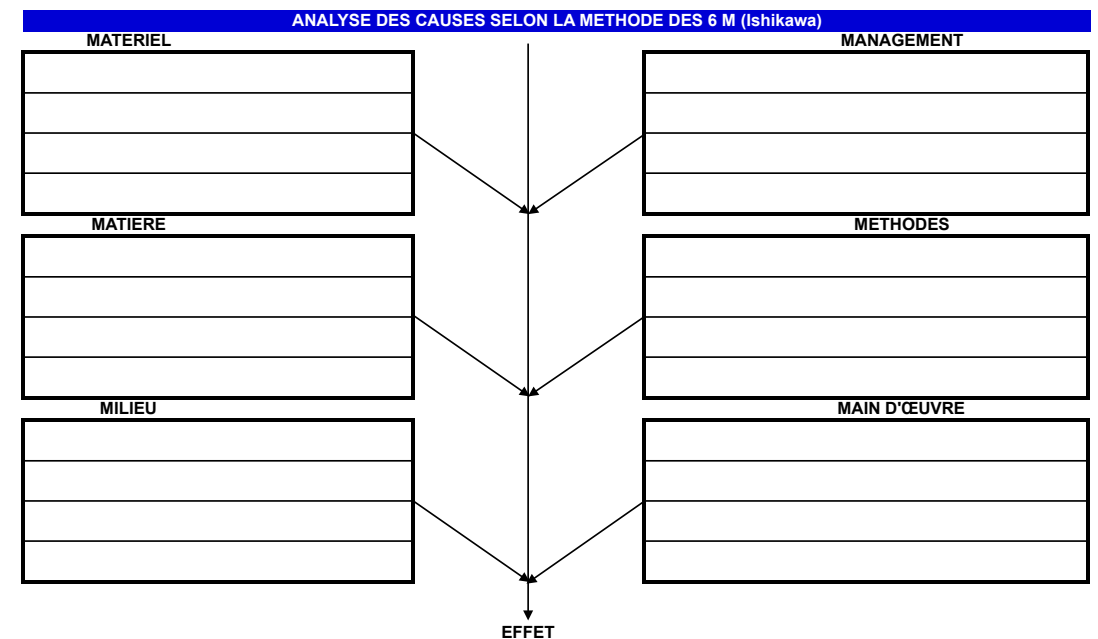 ANALYSE DES CAUSES SELON LA METHODE DES 6 M (Ishikawa)
MATERIEL
MANAGEMENT
MATIERE
METHODES
MILIEU
MAIN D'ŒUVRE
EFFET